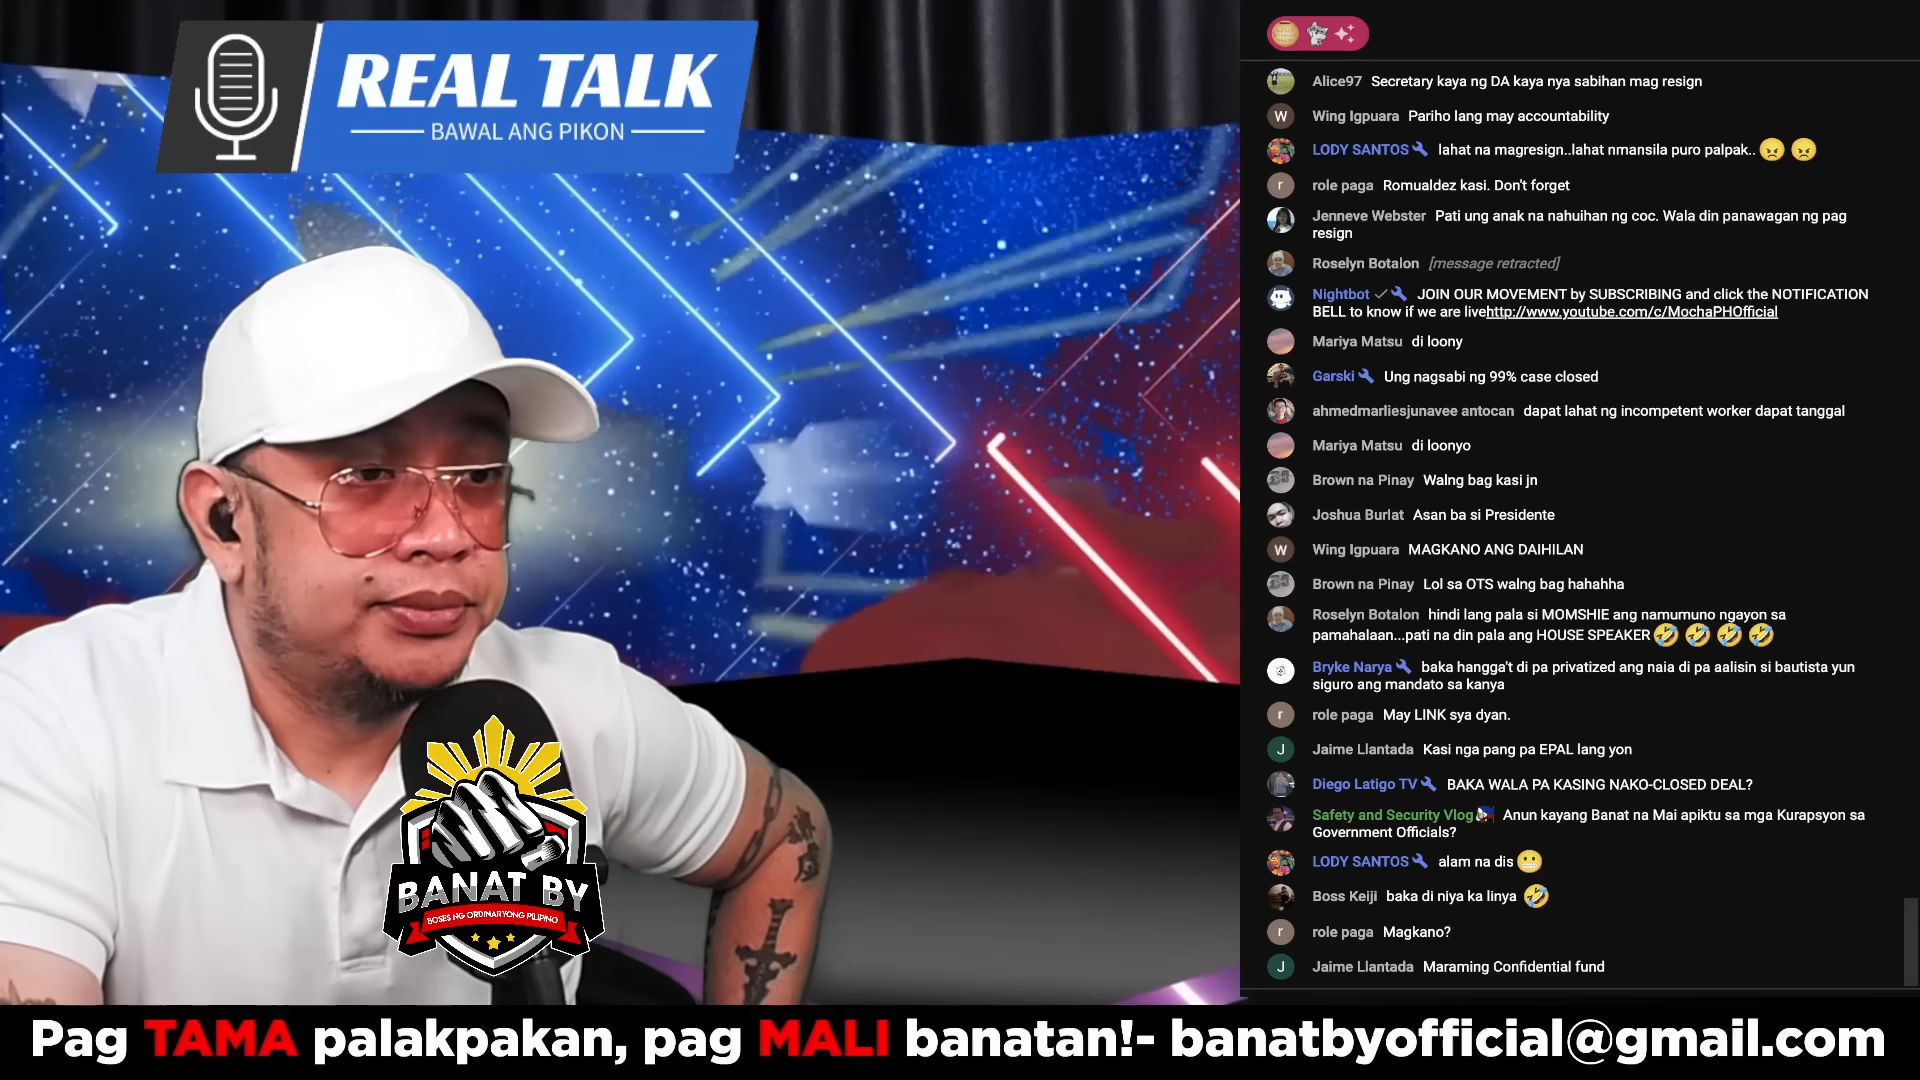 REAL TALK
BAWAL ANG PIKON
BANAT BY
BOSES NG ORDINARYONG PILIPINO
Alice97 Secretary kaya ng DA kaya nya sabihan mag resign
W
Wing Igpuara Pariho lang may accountability
LODY SANTOS lahat na magresign..lahat nmansila puro palpak.. 😠 😠
r
role paga Romualdez kasi. Don't forget
Jenneve Webster Pati ung anak na nahuihan ng coc. Wala din panawagan ng pag
resign
Roselyn Botalon [message retracted]
Nightbot JOIN OUR MOVEMENT by SUBSCRIBING and click the NOTIFICATION
BELL to know if we are livehttp://www.youtube.com/c/MochaPHOfficial
Mariya Matsu di loony
Garski Ung nagsabi ng 99% case closed
ahmedmarliesjunavee antocan dapat lahat ng incompetent worker dapat tanggal
Mariya Matsu di loonyo
Brown na Pinay Walng bag kasi jn
Joshua Burlat Asan ba si Presidente
W
Wing Igpuara MAGKANO ANG DAIHILAN
Brown na Pinay Lol sa OTS walng bag hahahha
Roselyn Botalon hindi lang pala si MOMSHIE ang namumuno ngayon sa
pamahalaan...pati na din pala ang HOUSE SPEAKER 🤣 🤣 🤣 🤣
Bryke Narya baka hangga't di pa privatized ang naia di pa aalisin si bautista yun
siguro ang mandato sa kanya
r
role paga May LINK sya dyan.
J
Jaime Llantada Kasi nga pang pa EPAL lang yon
Diego Latigo TV BAKA WALA PA KASING NAKO-CLOSED DEAL?
Safety and Security Vlog Anun kayang Banat na Mai apiktu sa mga Kurapsyon sa
Government Officials?
LODY SANTOS alam na dis 😬
Boss Keiji baka di niya ka linya 🤣
r
role paga Magkano?
J
Jaime Llantada Maraming Confidential fund
Pag TAMA palakpakan, pag MALI banatan!- banatbyofficial@gmail.com